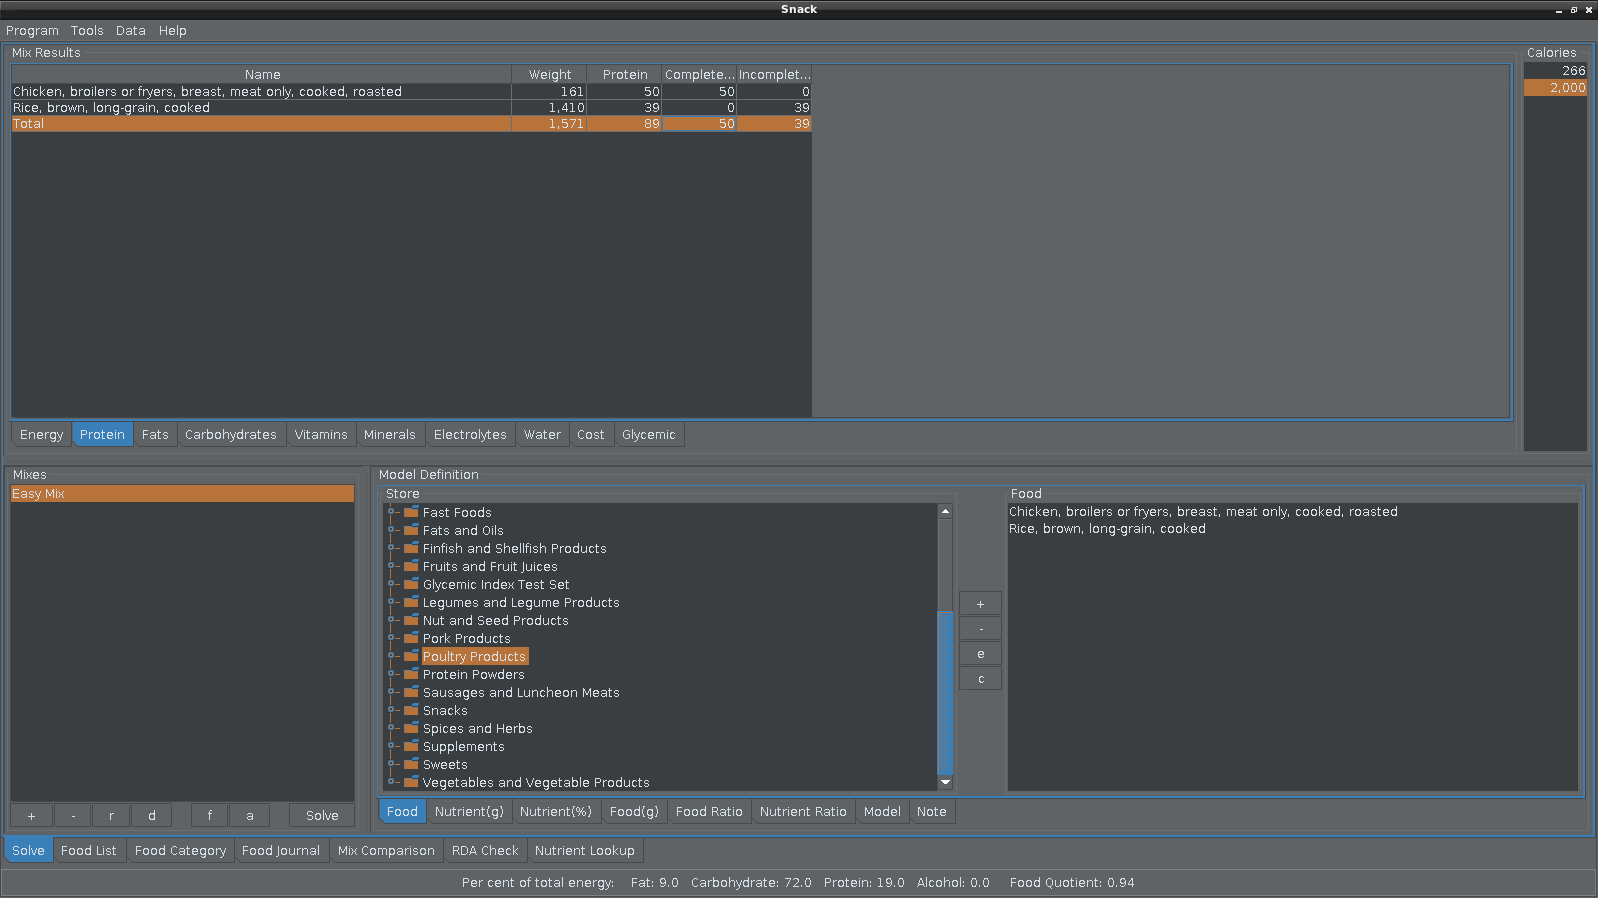 Snack
Program Tools Data Help
Mix Results
Calories
Name Weight Protein Complete... Incomplet...
Chicken, broilers or fryers, breast, meat only, cooked, roasted 161 50 50 0
Rice, brown, long-grain, cooked 1,410 39 0 39
Total 1,571 89 50 39
266
2,000
Energy Protein Fats Carbohydrates Vitamins Minerals Electrolytes Water Cost Glycemic
Mixes
Easy Mix
+ - r d f a Solve
Model Definition
Store
Fast Foods
Fats and Oils
Finfish and Shellfish Products
Fruits and Fruit Juices
Glycemic Index Test Set
Legumes and Legume Products
Nut and Seed Products
Pork Products
Poultry Products
Protein Powders
Sausages and Luncheon Meats
Snacks
Spices and Herbs
Supplements
Sweets
Vegetables and Vegetable Products
+
-
e
c
Food
Chicken, broilers or fryers, breast, meat only, cooked, roasted
Rice, brown, long-grain, cooked
Food Nutrient(g) Nutrient(%) Food(g) Food Ratio Nutrient Ratio Model Note
Solve Food List Food Category Food Journal Mix Comparison RDA Check Nutrient Lookup
Per cent of total energy: Fat: 9.0 Carbohydrate: 72.0 Protein: 19.0 Alcohol: 0.0 Food Quotient: 0.94